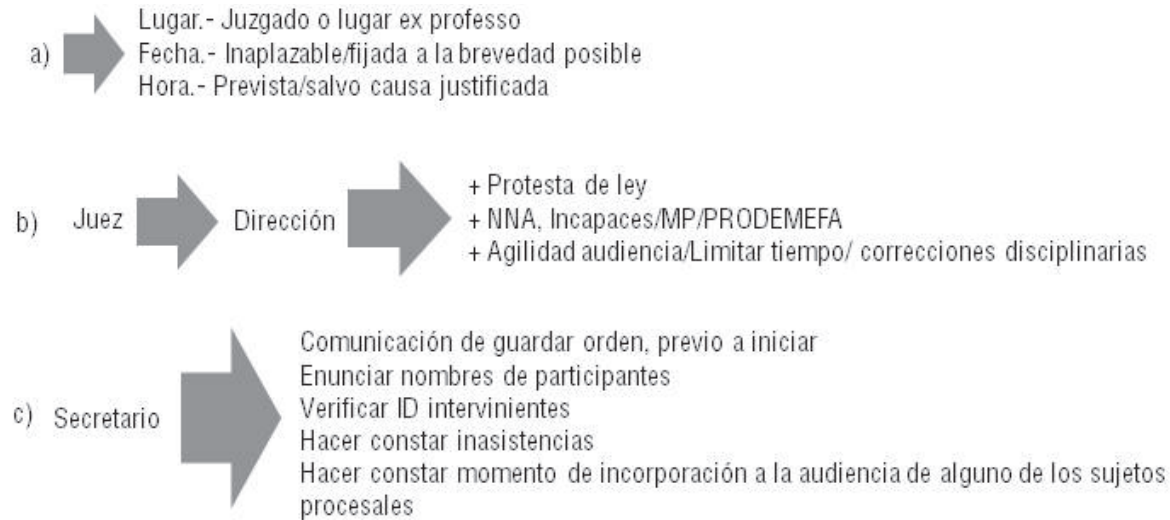 a)
Lugar.- Juzgado o lugar ex professo
Fecha.- Inaplazable/fijada a la brevedad posible
Hora.- Prevista/salvo causa justificada
b) Juez Dirección
+ Protesta de ley
+ NNA, Incapaces/MP/PRODEMEFA
+ Agilidad audiencia/Limitar tiempo/ correcciones disciplinarias
c) Secretario
Comunicación de guardar orden, previo a iniciar
Enunciar nombres de participantes
Verificar ID intervinientes
Hacer constar inasistencias
Hacer constar momento de incorporación a la audiencia de alguno de los sujetos
procesales